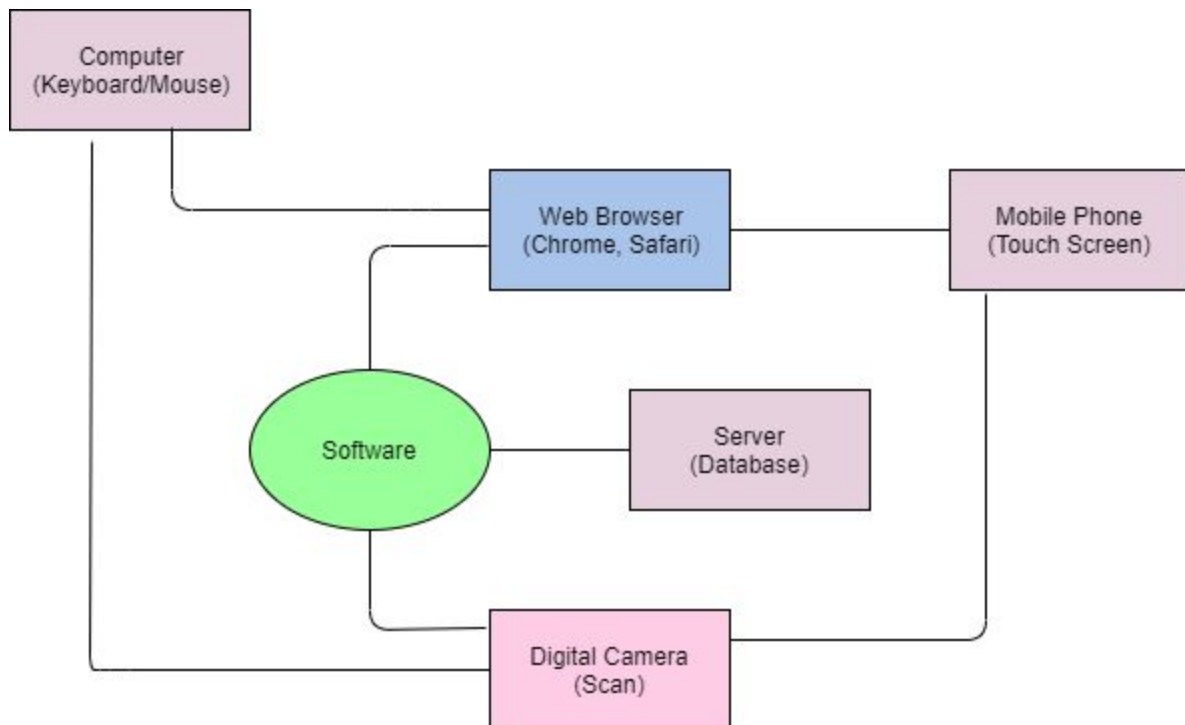 Computer
(Keyboard/Mouse)
Web Browser
(Chrome, Safari)
Mobile Phone
(Touch Screen)
Software
Server
(Database)
Digital Camera
(Scan)